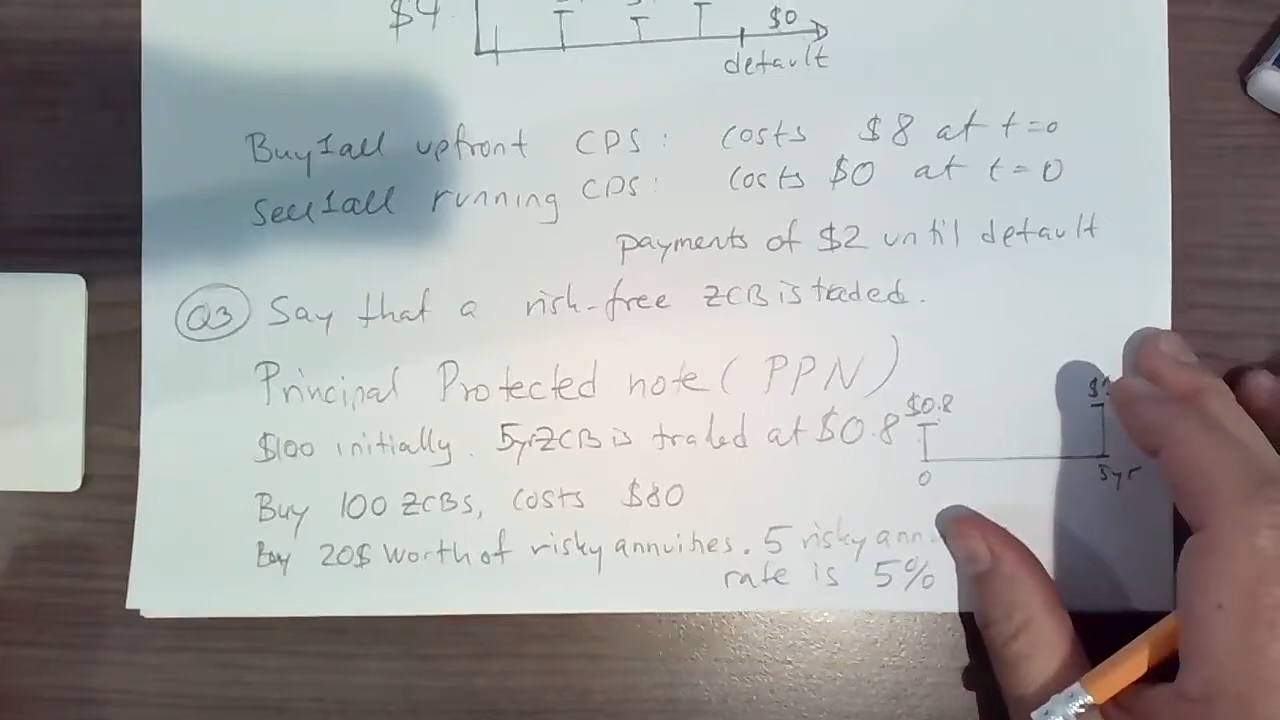 $4
$0
default
Buy 1 all upfront CDS: costs $8 at t=0
Sell 1 all running CDS: costs $0 at t=0
payments of $2 until default
Q3 Say that a risk-free ZCB is traded.
Principal Protected note (PPN)
$100 initially. 5yr ZCB is traded at $0.8
$0.8
0
5yr
Buy 100 ZCBs, costs $80
Buy 20$ worth of risky annuities. 5 risky ann
rate is 5%